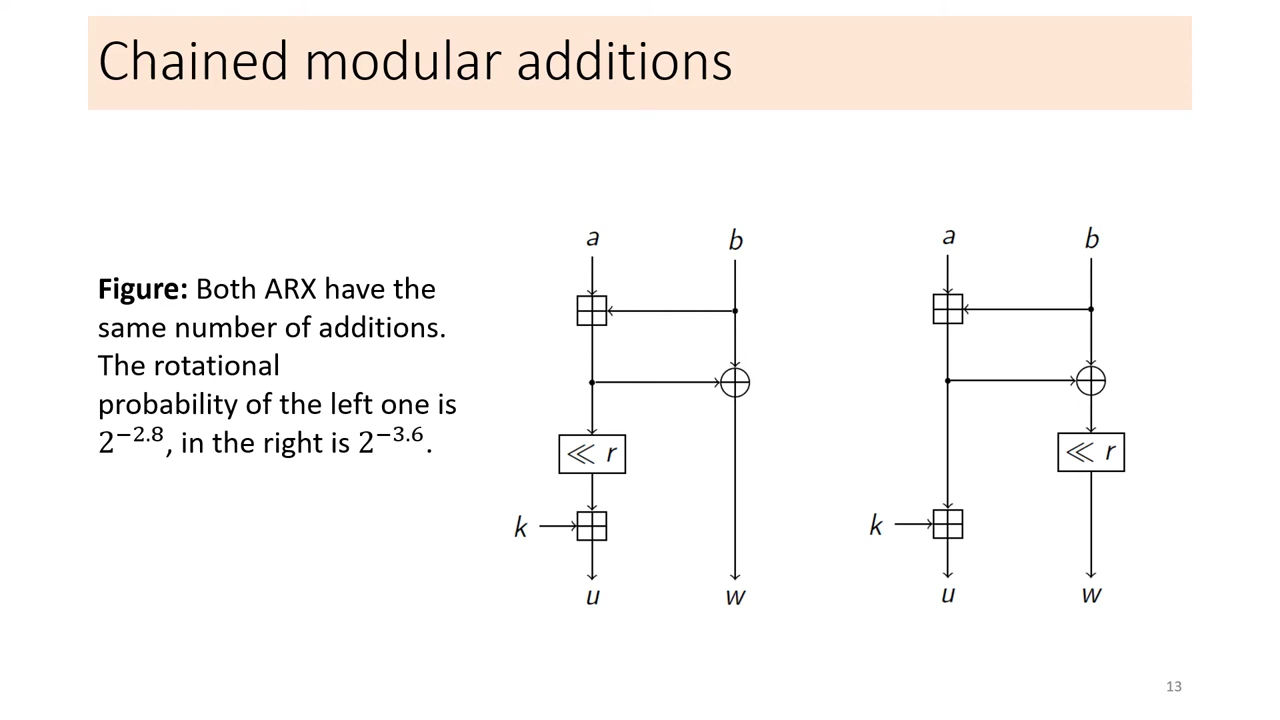 Chained modular additions
Figure: Both ARX have the
same number of additions.
The rotational
probability of the left one is
2^{−2.8}, in the right is 2^{−3.6}.
a
b
≪ r
k
u
w
a
b
≪ r
k
u
w
13